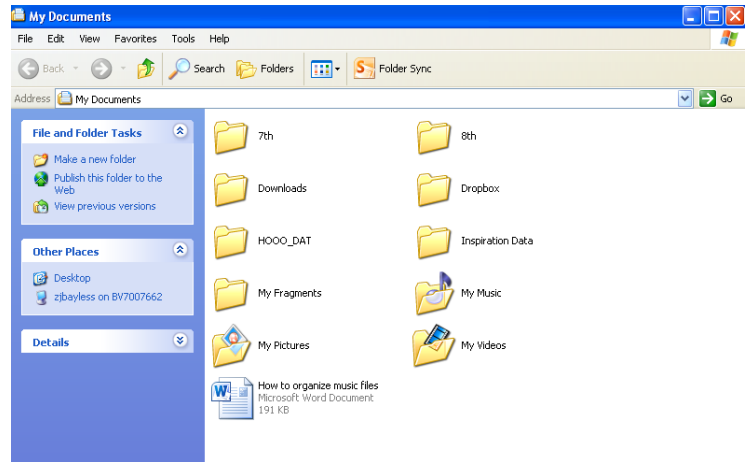 My Documents
File Edit View Favorites Tools Help
Back Search Folders Folder Sync
Address My Documents Go
File and Folder Tasks
Make a new folder
Publish this folder to the
Web
View previous versions
Other Places
Desktop
zjbayless on BV7007662
Details
7th 8th
Downloads Dropbox
HOOO_DAT Inspiration Data
My Fragments My Music
My Pictures My Videos
How to organize music files
Microsoft Word Document
191 KB